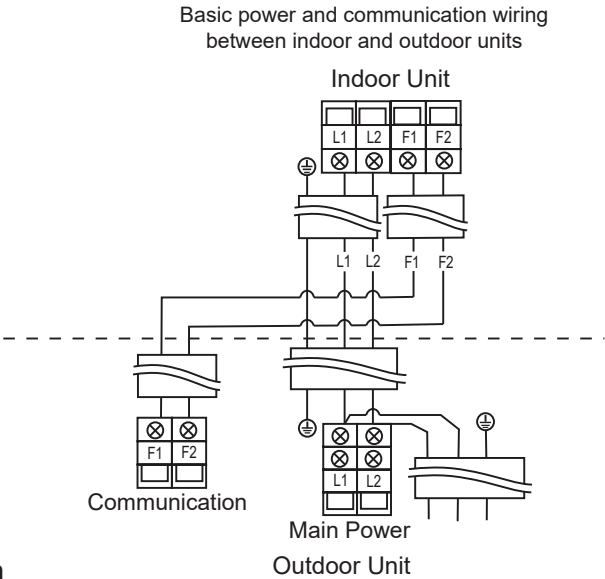 Basic power and communication wiring
between indoor and outdoor units
Indoor Unit
L1 L2 F1 F2
L1 L2 F1 F2
F1 F2
L1 L2
Communication
Main Power
Outdoor Unit